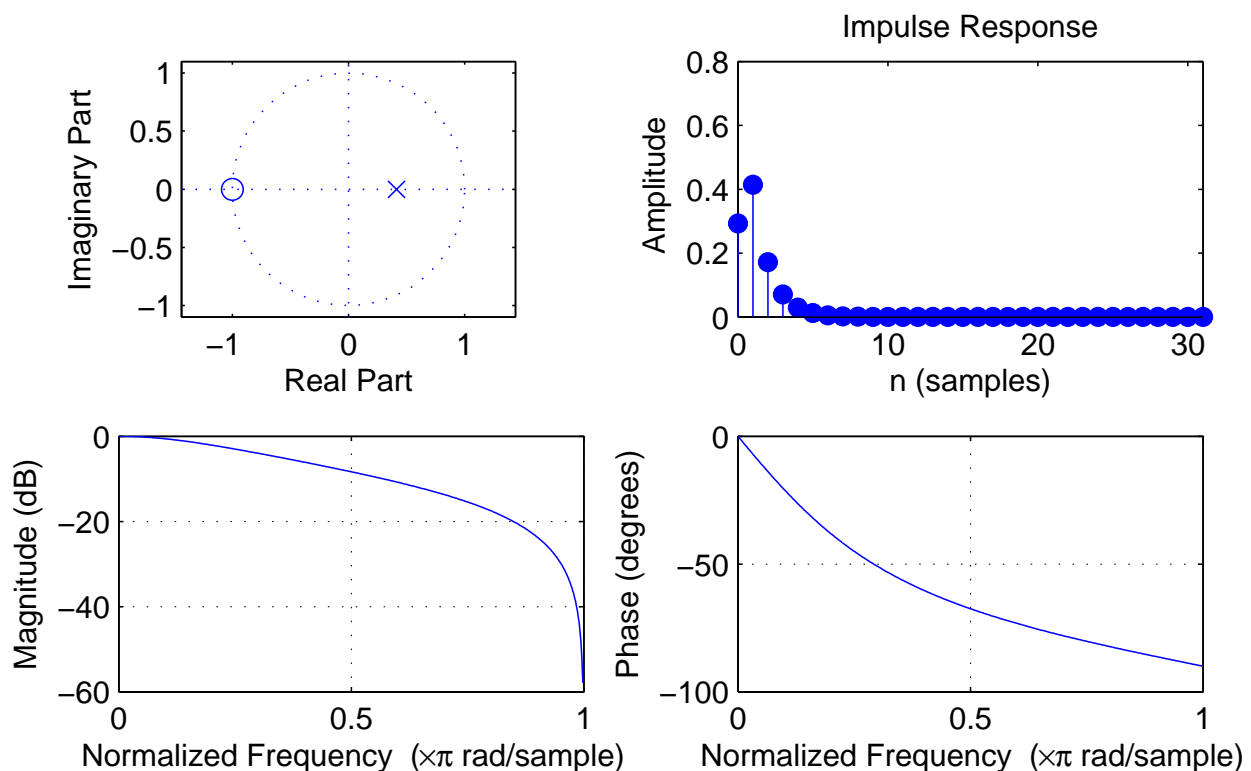 1
0.5
0
−0.5
−1
−1 0 1
Imaginary Part
Real Part
Impulse Response
0.8
0.6
0.4
0.2
0
0 10 20 30
Amplitude
n (samples)
0
−20
−40
−60
0 0.5 1
Magnitude (dB)
Normalized Frequency (×π rad/sample)
0
−50
−100
0 0.5 1
Phase (degrees)
Normalized Frequency (×π rad/sample)